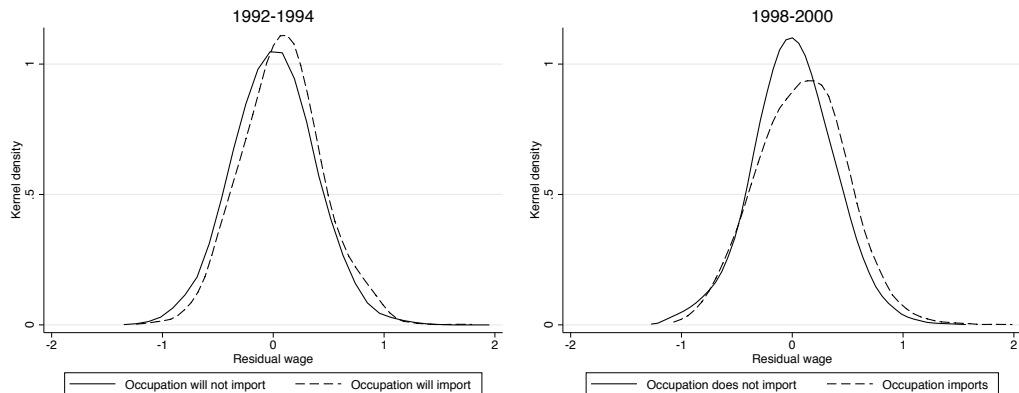 1992-1994
Kernel density
0
.5
1
-2
-1
0
1
2
Residual wage
Occupation will not import
Occupation will import
1998-2000
Kernel density
0
.5
1
-2
-1
0
1
2
Residual wage
Occupation does not import
Occupation imports